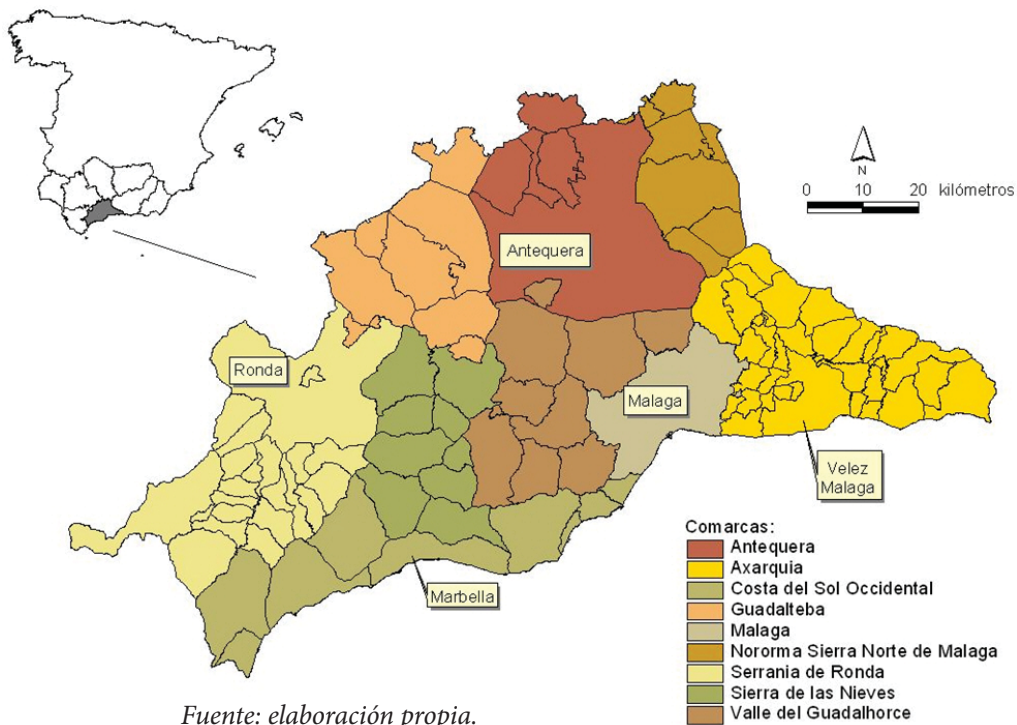 N
0 10 20 kilómetros
Antequera
Ronda
Malaga
Velez
Malaga
Marbella
Comarcas:
Antequera
Axarquia
Costa del Sol Occidental
Guadalteba
Malaga
Nororma Sierra Norte de Malaga
Serrania de Ronda
Sierra de las Nieves
Valle del Guadalhorce
Fuente: elaboración propia.